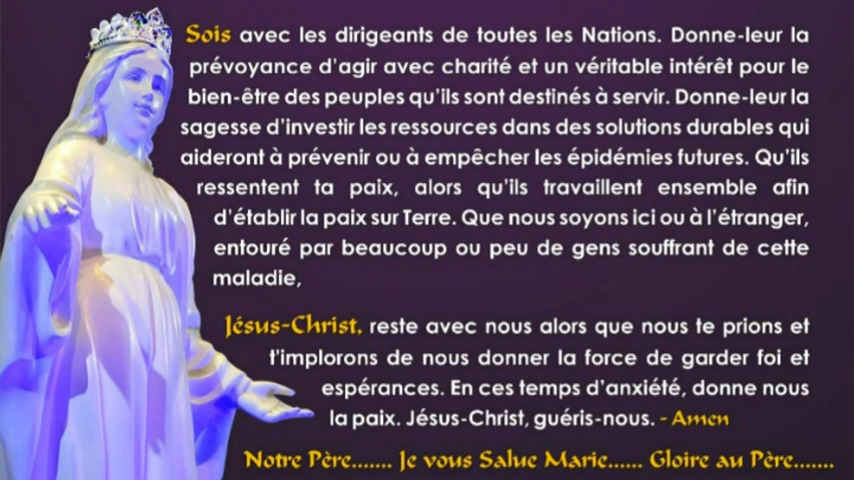 Sois avec les dirigeants de toutes les Nations. Donne-leur la
prévoyance d'agir avec charité et un véritable intérêt pour le
bien-être des peuples qu'ils sont destinés à servir. Donne-leur la
sagesse d'investir les ressources dans des solutions durables qui
aideront à prévenir ou à empêcher les épidémies futures. Qu'ils
ressentent ta paix, alors qu'ils travaillent ensemble afin
d'établir la paix sur Terre. Que nous soyons ici ou à l'étranger,
entouré par beaucoup ou peu de gens souffrant de cette
maladie,
Jésus-Christ, reste avec nous alors que nous te prions et
t'implorons de nous donner la force de garder foi et
espérances. En ces temps d'anxiété, donne nous
la paix. Jésus-Christ, guéris-nous. - Amen
Notre Père....... Je vous Salue Marie...... Gloire au Père.......